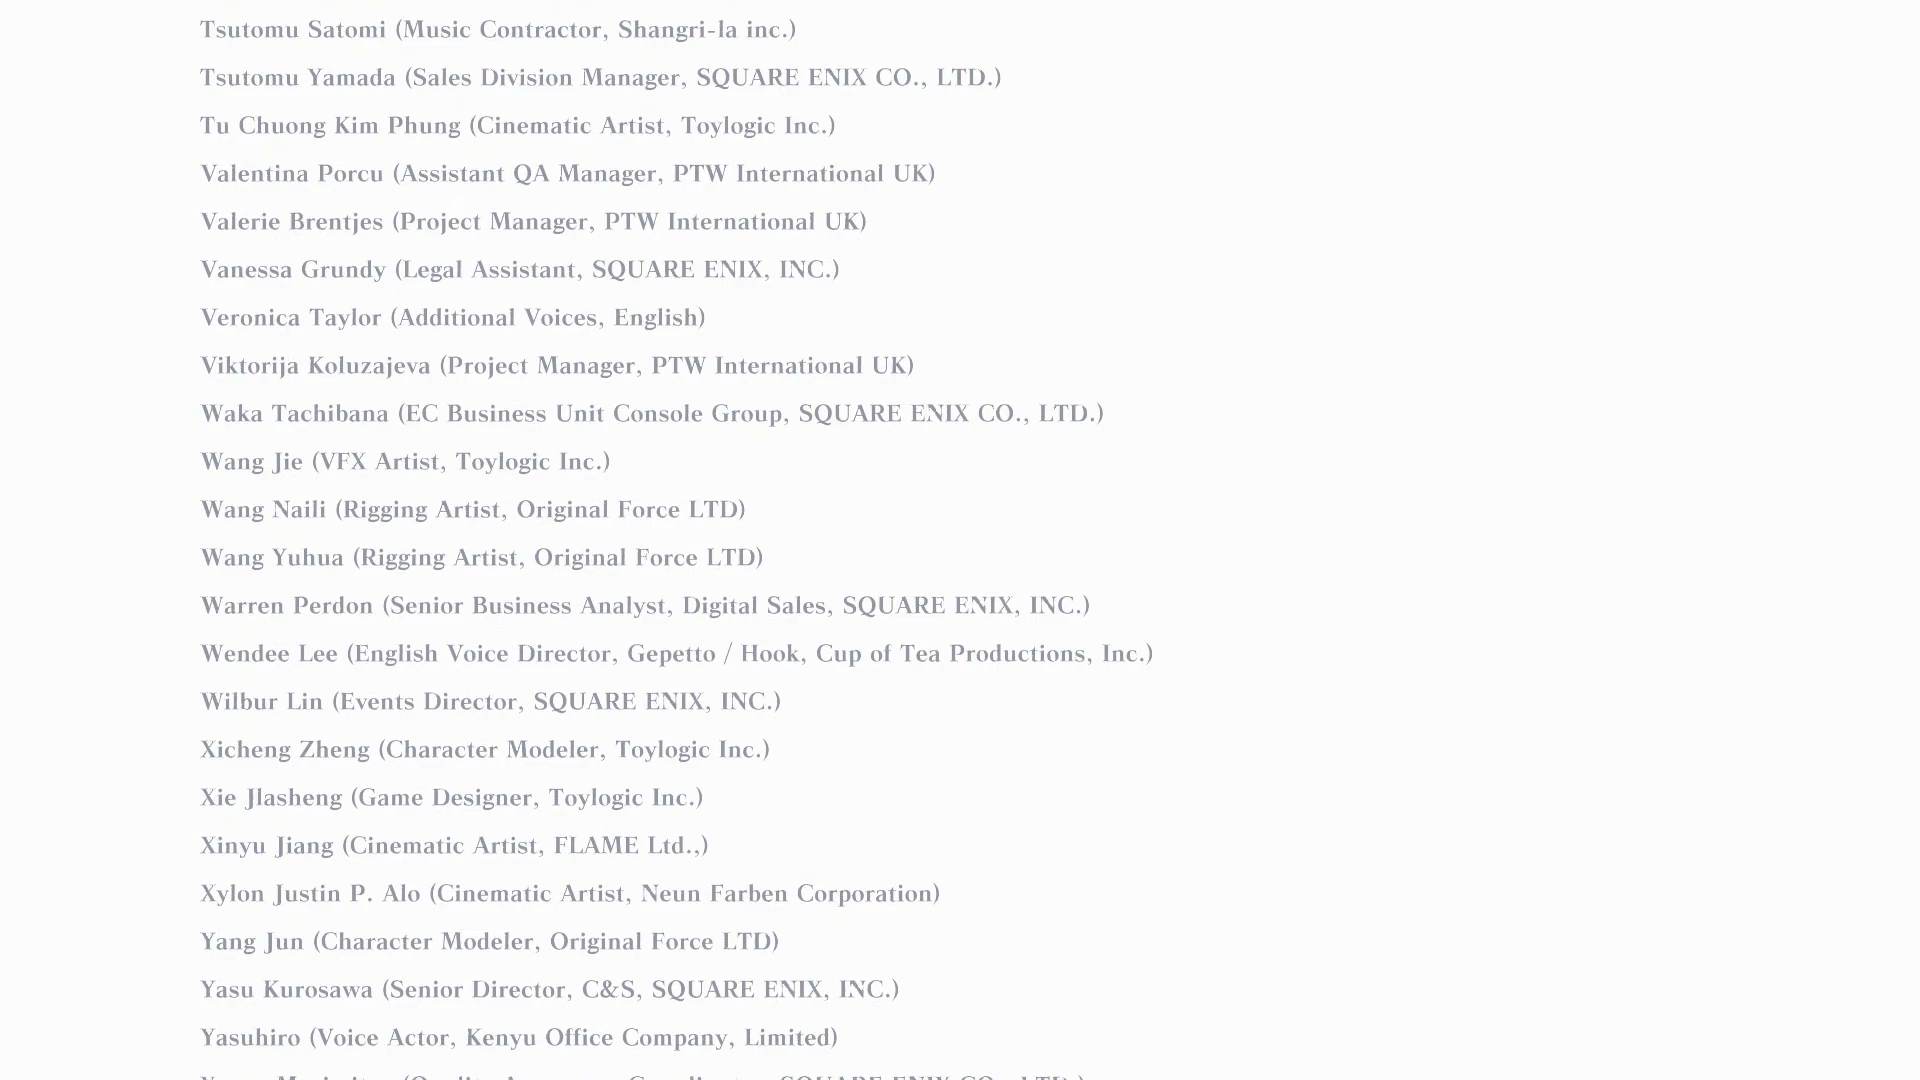 Tsutomu Satomi (Music Contractor, Shangri-la inc.)
Tsutomu Yamada (Sales Division Manager, SQUARE ENIX CO., LTD.)
Tu Chuong Kim Phung (Cinematic Artist, Toylogic Inc.)
Valentina Porcu (Assistant QA Manager, PTW International UK)
Valerie Brentjes (Project Manager, PTW International UK)
Vanessa Grundy (Legal Assistant, SQUARE ENIX, INC.)
Veronica Taylor (Additional Voices, English)
Viktorija Koluzajeva (Project Manager, PTW International UK)
Waka Tachibana (EC Business Unit Console Group, SQUARE ENIX CO., LTD.)
Wang Jie (VFX Artist, Toylogic Inc.)
Wang Naili (Rigging Artist, Original Force LTD)
Wang Yuhua (Rigging Artist, Original Force LTD)
Warren Perdon (Senior Business Analyst, Digital Sales, SQUARE ENIX, INC.)
Wendee Lee (English Voice Director, Gepetto / Hook, Cup of Tea Productions, Inc.)
Wilbur Lin (Events Director, SQUARE ENIX, INC.)
Xicheng Zheng (Character Modeler, Toylogic Inc.)
Xie Jlasheng (Game Designer, Toylogic Inc.)
Xinyu Jiang (Cinematic Artist, FLAME Ltd.,)
Xylon Justin P. Alo (Cinematic Artist, Neun Farben Corporation)
Yang Jun (Character Modeler, Original Force LTD)
Yasu Kurosawa (Senior Director, C&S, SQUARE ENIX, INC.)
Yasuhiro (Voice Actor, Kenyu Office Company, Limited)